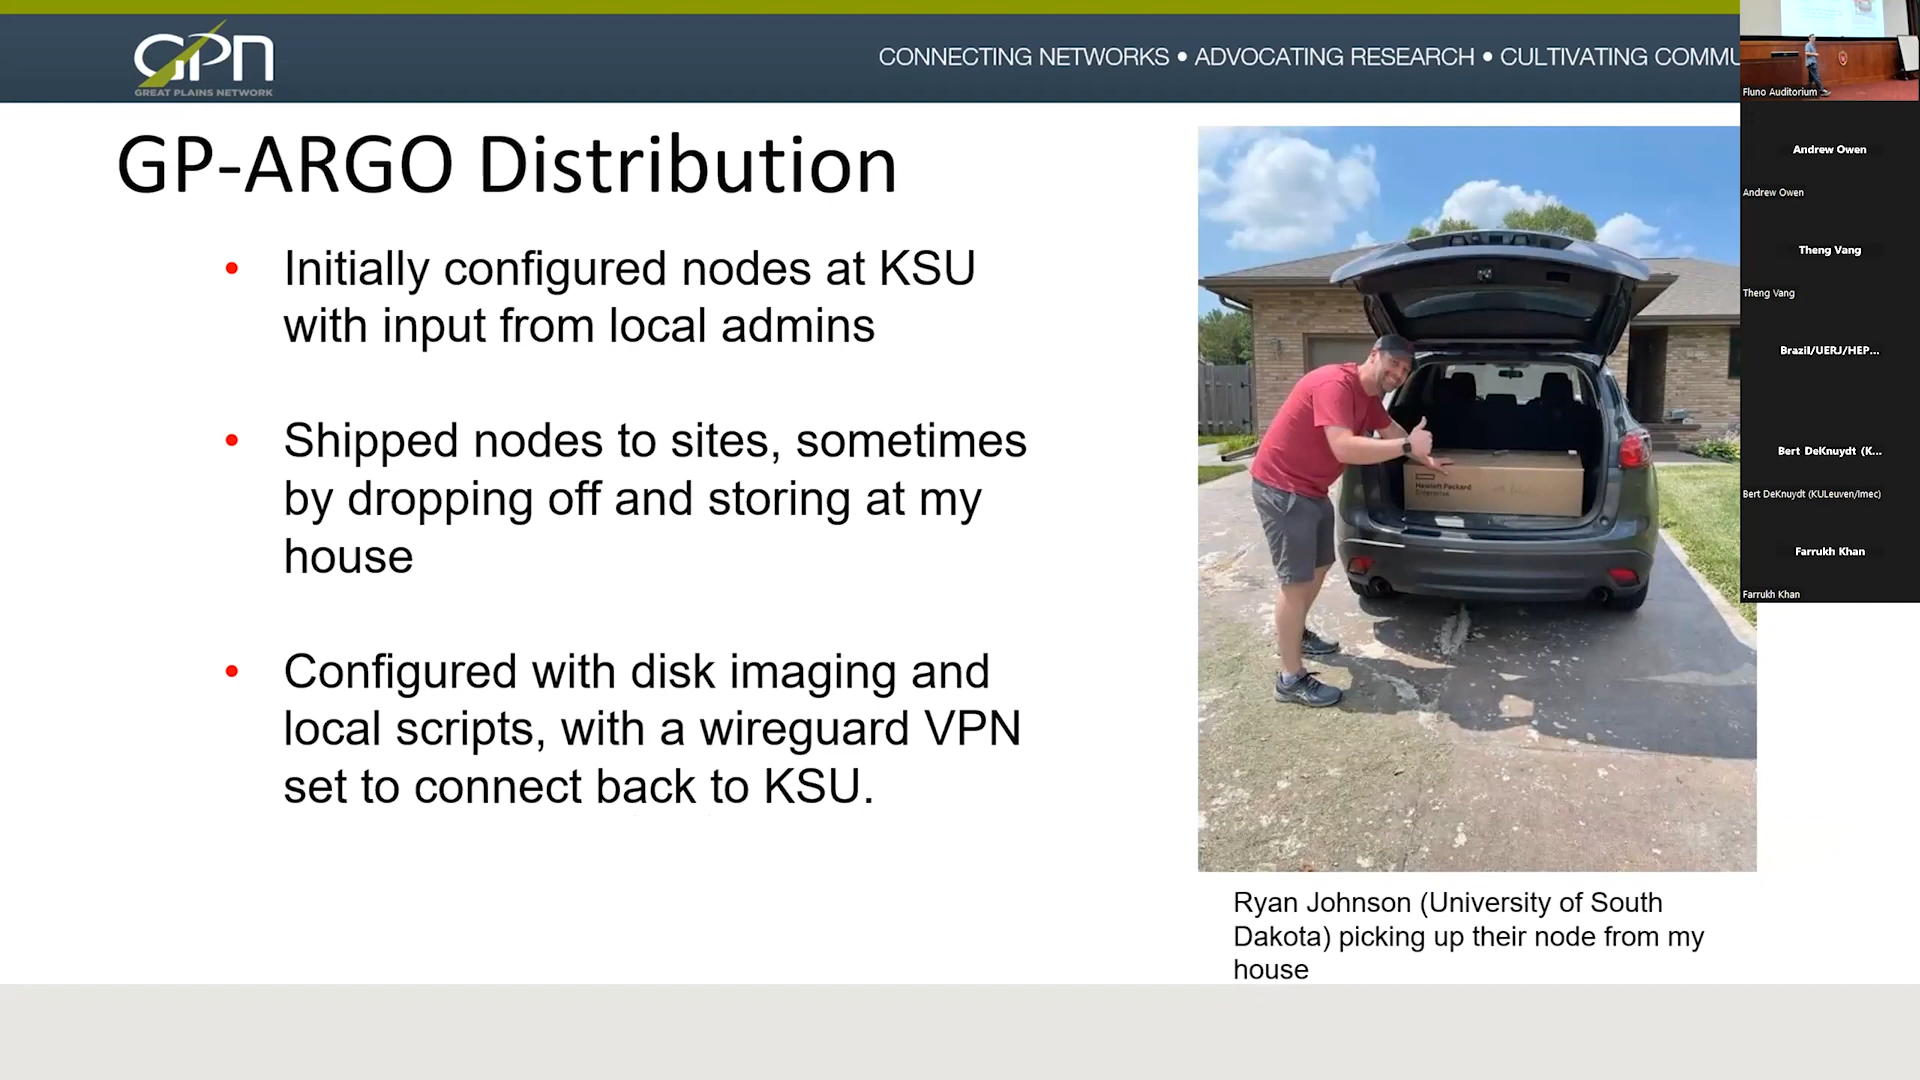 GPN
GREAT PLAINS NETWORK
CONNECTING NETWORKS • ADVOCATING RESEARCH • CULTIVATING COMMU
GP-ARGO Distribution
• Initially configured nodes at KSU
with input from local admins
• Shipped nodes to sites, sometimes
by dropping off and storing at my
house
• Configured with disk imaging and
local scripts, with a wireguard VPN
set to connect back to KSU.
Hewlett Packard
Enterprise
Ryan Johnson (University of South
Dakota) picking up their node from my
house
Fluno Auditorium
Andrew Owen
Andrew Owen
Theng Vang
Theng Vang
Brazil/UERJ/HEP...
Bert DeKnuydt (K...
Bert DeKnuydt (KULeuven/Imec)
Farrukh Khan
Farrukh Khan